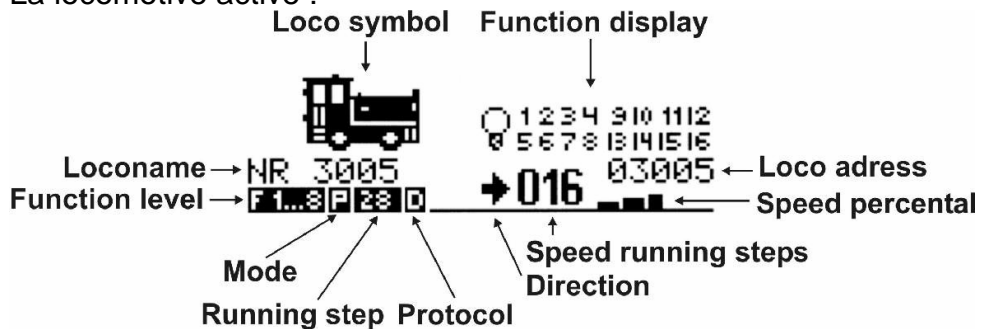 La locomotive active :
Loco symbol Function display
1 2 3 4 9 10 11 12
5 6 7 8 13 14 15 16
Loconame NR 3005 03005 Loco adress
Function level F 1...8 P 28 D 016 Speed percental
Mode Speed running steps
Direction
Running step Protocol